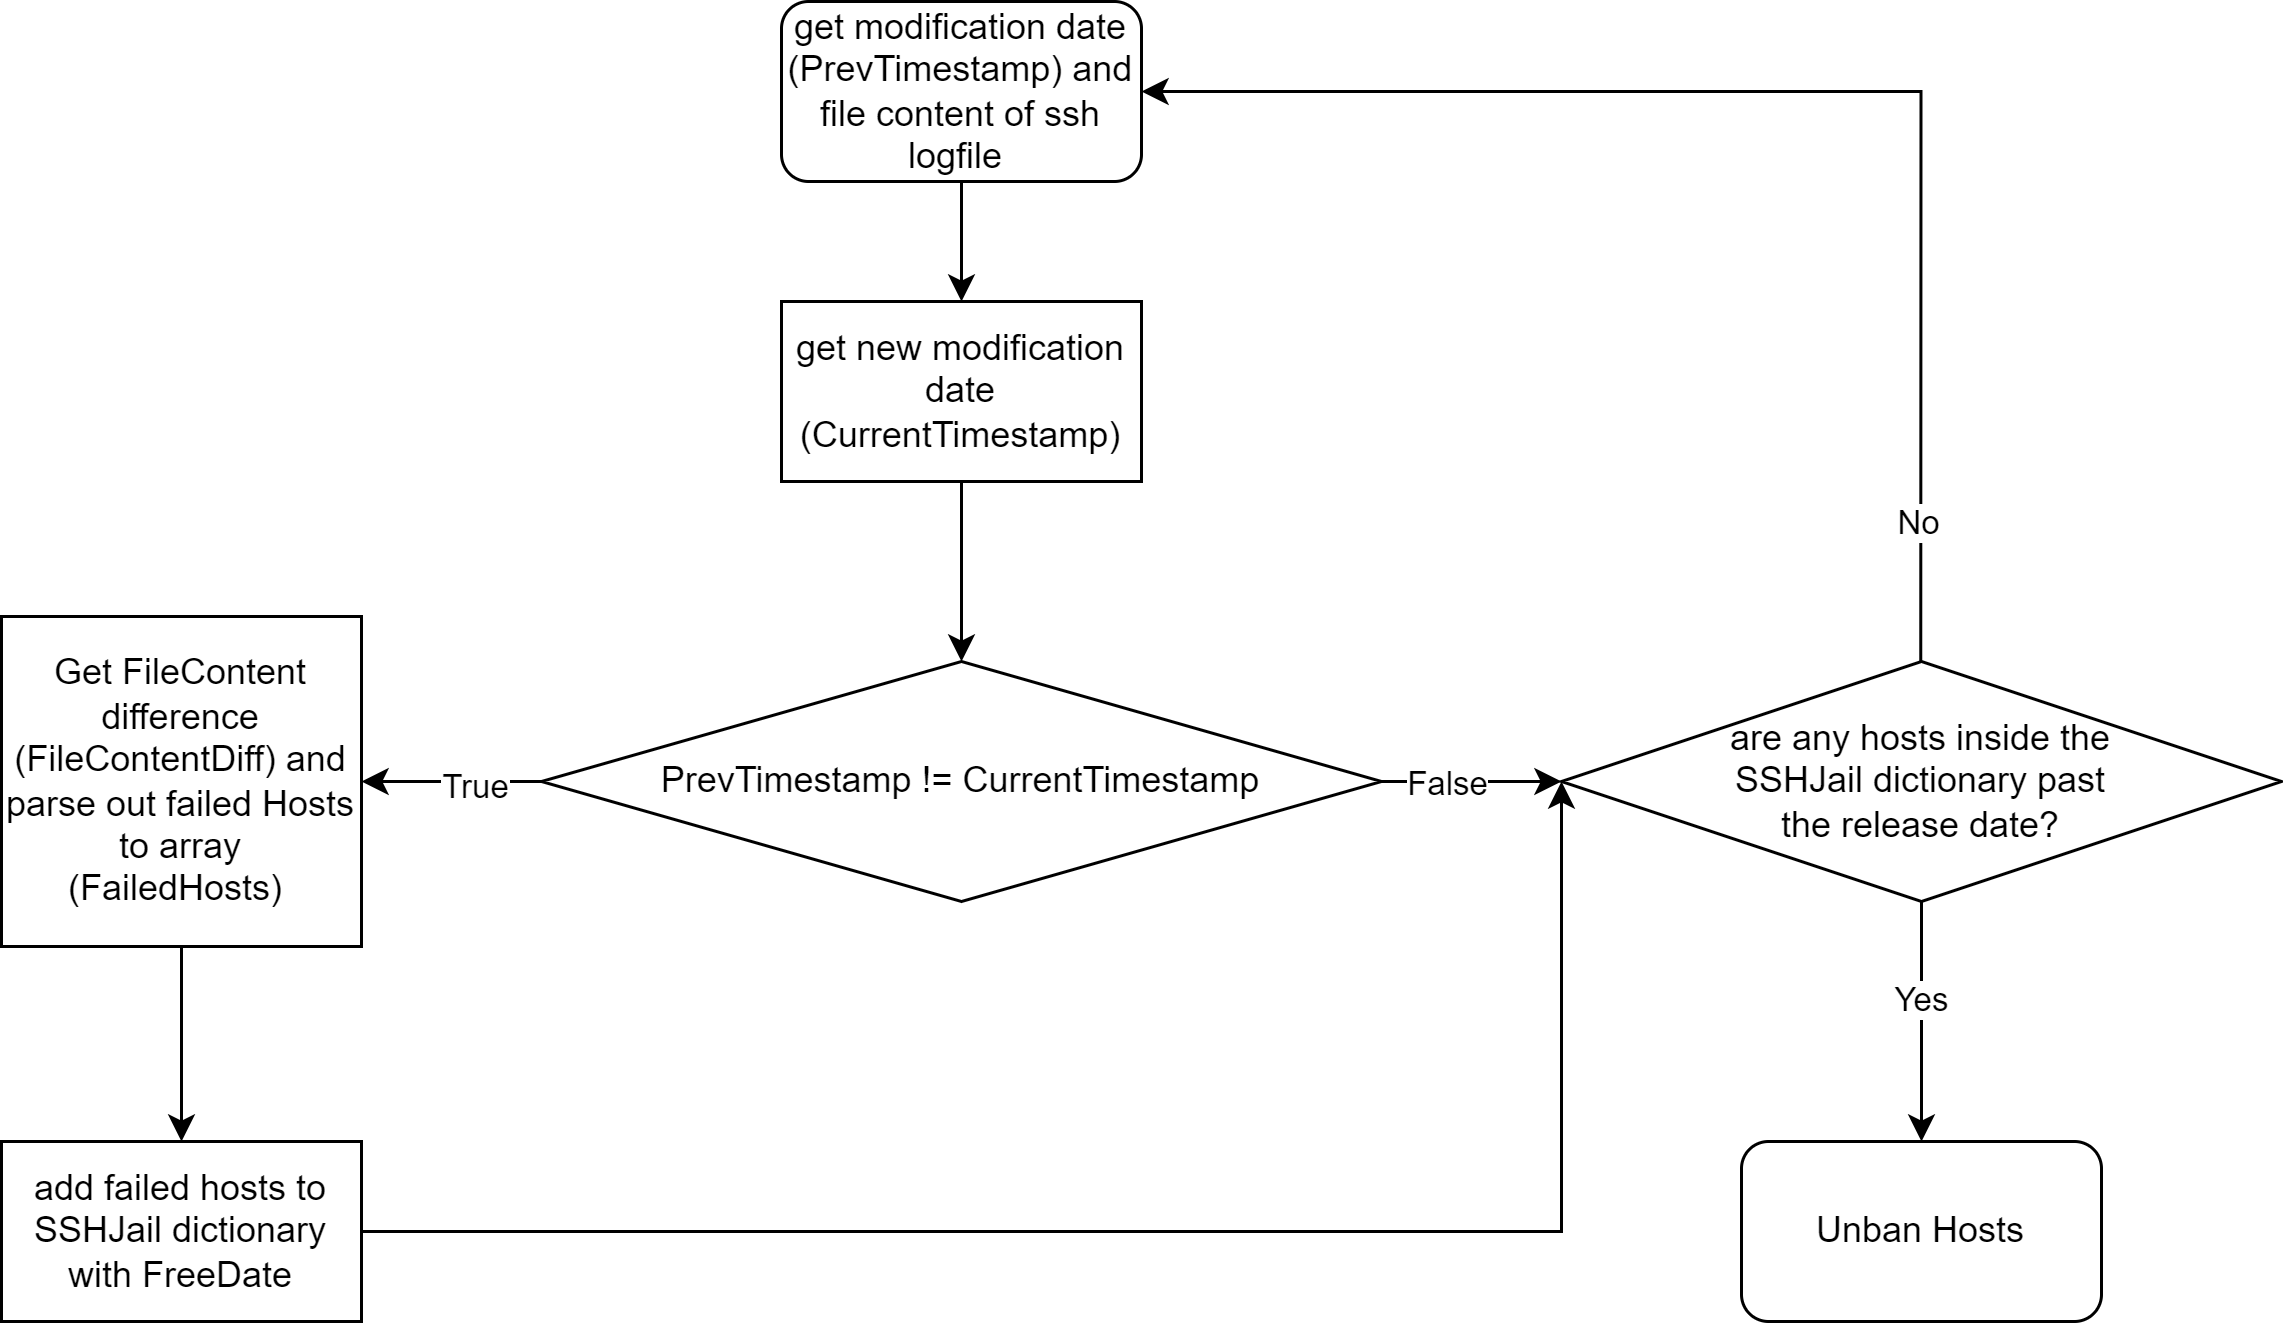 get modification date
(PrevTimestamp) and
file content of ssh
logfile
get new modification
date
(CurrentTimestamp)
No
Get FileContent
difference
(FileContentDiff) and
parse out failed Hosts
to array
(FailedHosts)
True
PrevTimestamp != CurrentTimestamp
False
are any hosts inside the
SSHJail dictionary past
the release date?
Yes
add failed hosts to
SSHJail dictionary
with FreeDate
Unban Hosts